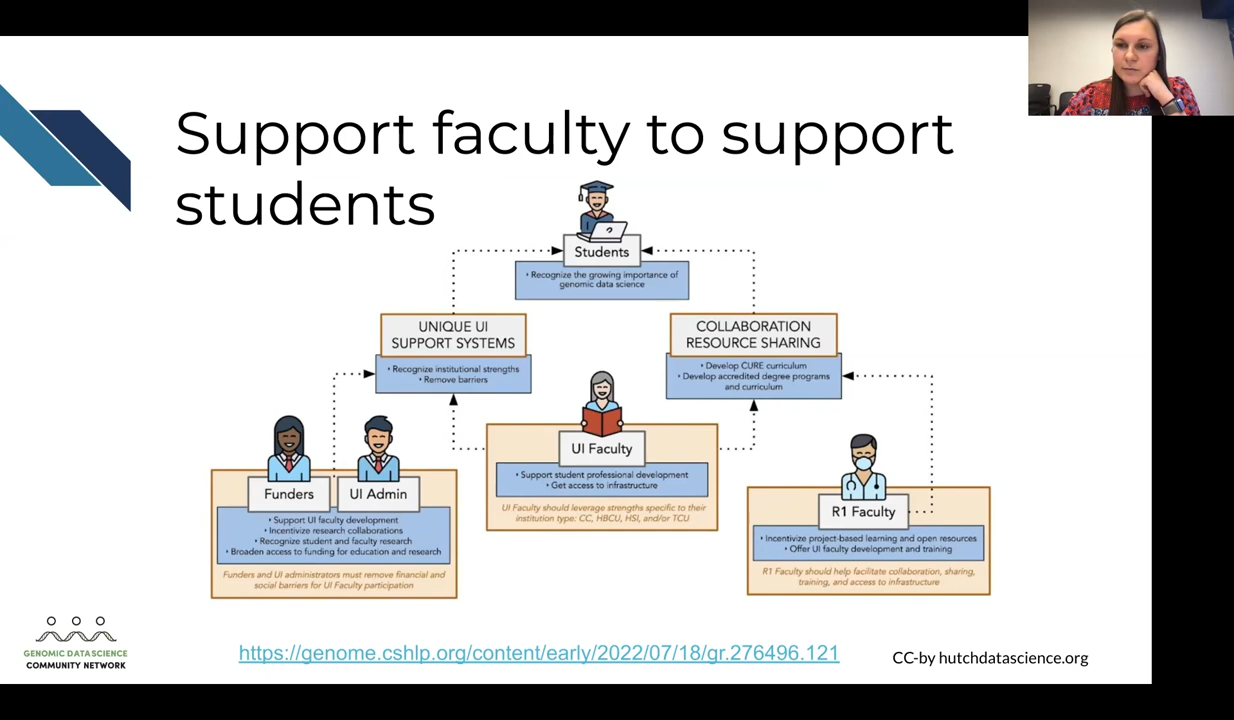 Support faculty to support
students
Students
• Recognize the growing importance of
genomic data science
UNIQUE UI
SUPPORT SYSTEMS
• Recognize institutional strengths
• Remove barriers
COLLABORATION
RESOURCE SHARING
• Develop CURE curriculum
• Develop accredited degree programs
and curriculum
Funders
UI Admin
• Support UI faculty development
• Incentivize research collaborations
• Recognize student and faculty research
• Broaden access to funding for education and research
Funders and UI administrators must remove financial and
social barriers for UI Faculty participation
UI Faculty
• Support student professional development
• Get access to infrastructure
UI Faculty should leverage strengths specific to their
institution type: CC, HBCU, HSI, and/or TCU
R1 Faculty
• Incentivize project-based learning and open resources
• Offer UI faculty development and training
R1 Faculty should help facilitate collaboration, sharing,
training, and access to infrastructure
GENOMIC DATA SCIENCE
COMMUNITY NETWORK
https://genome.cshlp.org/content/early/2022/07/18/gr.276496.121
CC-by hutchdatascience.org